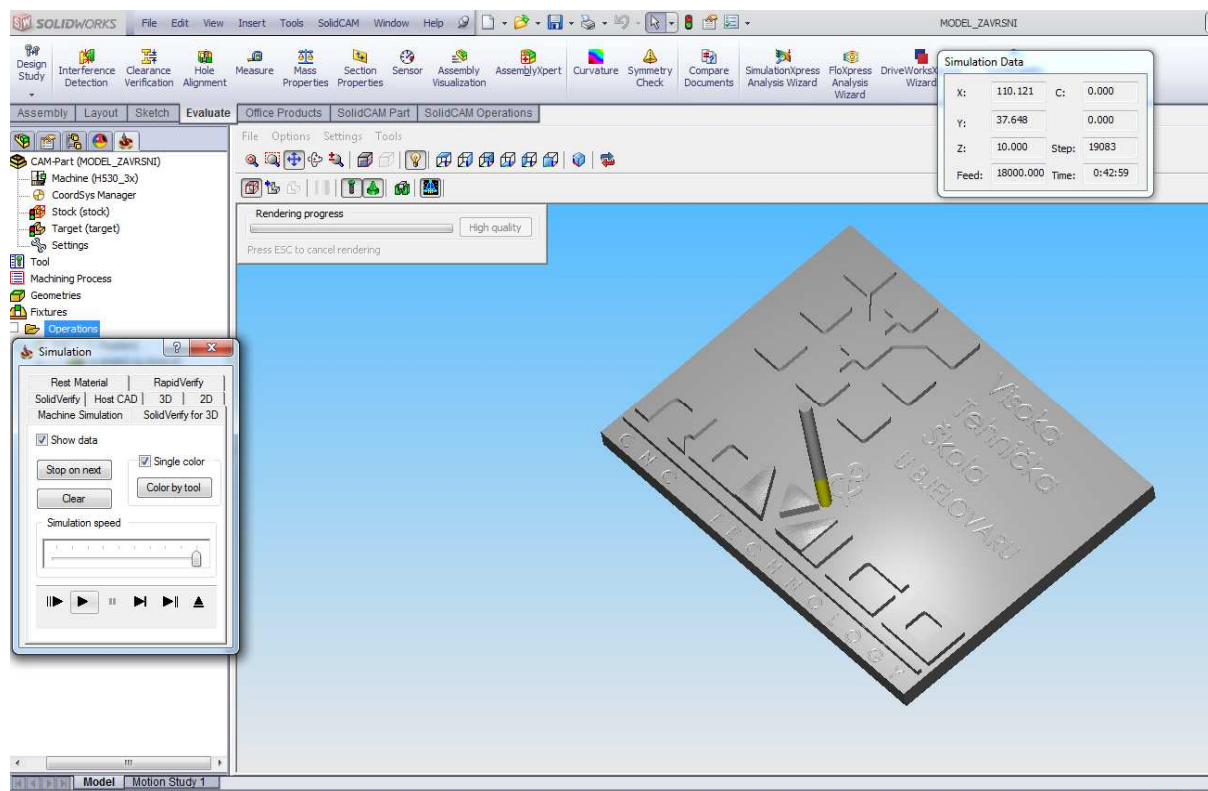 SOLIDWORKS File Edit View Insert Tools SolidCAM Window Help MODEL_ZAVRSNI
Design Study
Interference Detection
Clearance Verification
Hole Alignment
Measure
Mass Properties
Section Properties
Sensor
Assembly Visualization
AssemblyXpert
Curvature
Symmetry Check
Compare Documents
SimulationXpress Analysis Wizard
FloXpress Analysis Wizard
DriveWorksX
Wizard
Assembly Layout Sketch Evaluate Office Products SolidCAM Part SolidCAM Operations
Simulation Data
X: 110.121 C: 0.000
Y: 37.648 0.000
Z: 10.000 Step: 19083
Feed: 18000.000 Time: 0:42:59
File Options Settings Tools
Rendering progress
High quality
Press ESC to cancel rendering
CAM-Part (MODEL_ZAVRSNI)
Machine (H530_3x)
CoordSys Manager
Stock (stock)
Target (target)
Settings
Tool
Machining Process
Geometries
Fixtures
Operations
Simulation
Rest Material RapidVerify
SolidVerify Host CAD 3D 2D
Machine Simulation SolidVerify for 3D
Show data
Stop on next
Single color
Clear
Color by tool
Simulation speed
Visoka
Tehnička
Škola
U BJELOVARU
CNC TECHNOLOGY
Model Motion Study 1